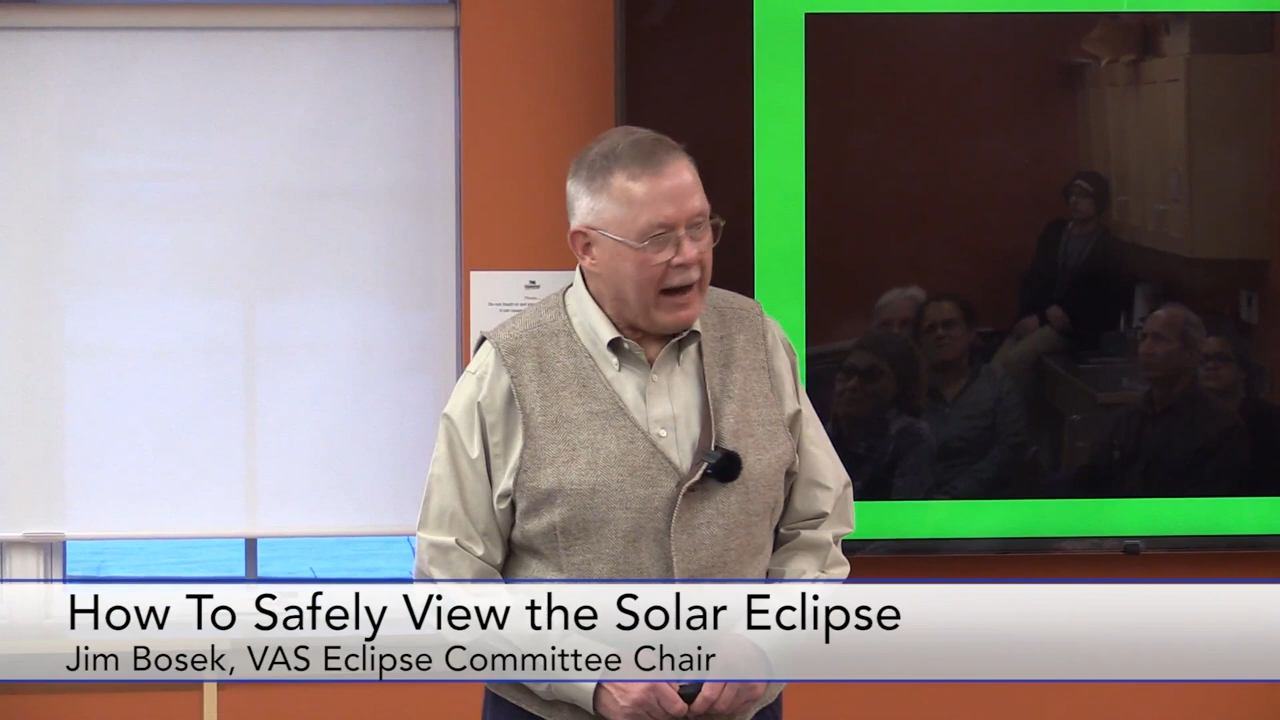 How To Safely View the Solar Eclipse
Jim Bosek, VAS Eclipse Committee Chair